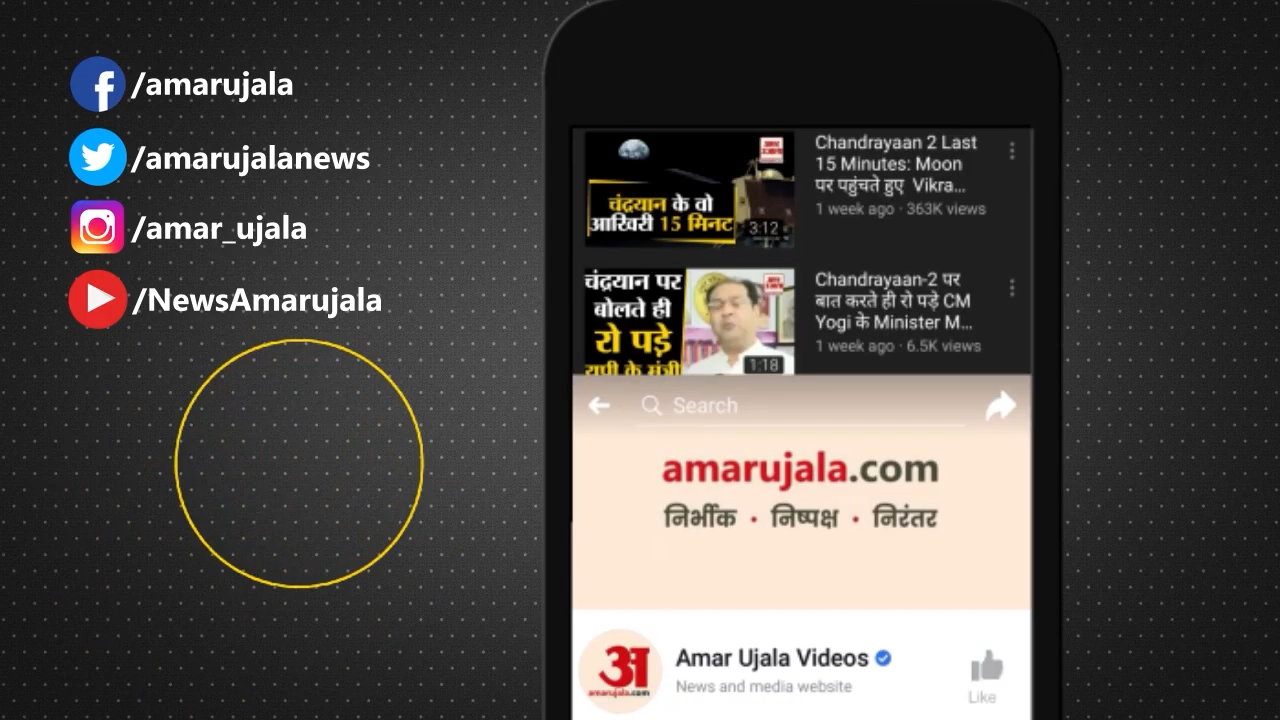 /amarujala
/amarujalanews
/amar_ujala
/NewsAmarujala
चंद्रयान के वो
आखिरी 15 मिनट
3:12
Chandrayaan 2 Last
15 Minutes: Moon
पर पहुंचते हुए Vikra...
1 week ago · 363K views
चंद्रयान पर
बोलते ही
रो पड़े
यूपी के मंत्री
1:18
Chandrayaan-2 पर
बात करते ही रो पड़े CM
Yogi के Minister M...
1 week ago · 6.5K views
Search
amarujala.com
निर्भीक • निष्पक्ष • निरंतर
अ
amarujala.com
Amar Ujala Videos
News and media website
Like